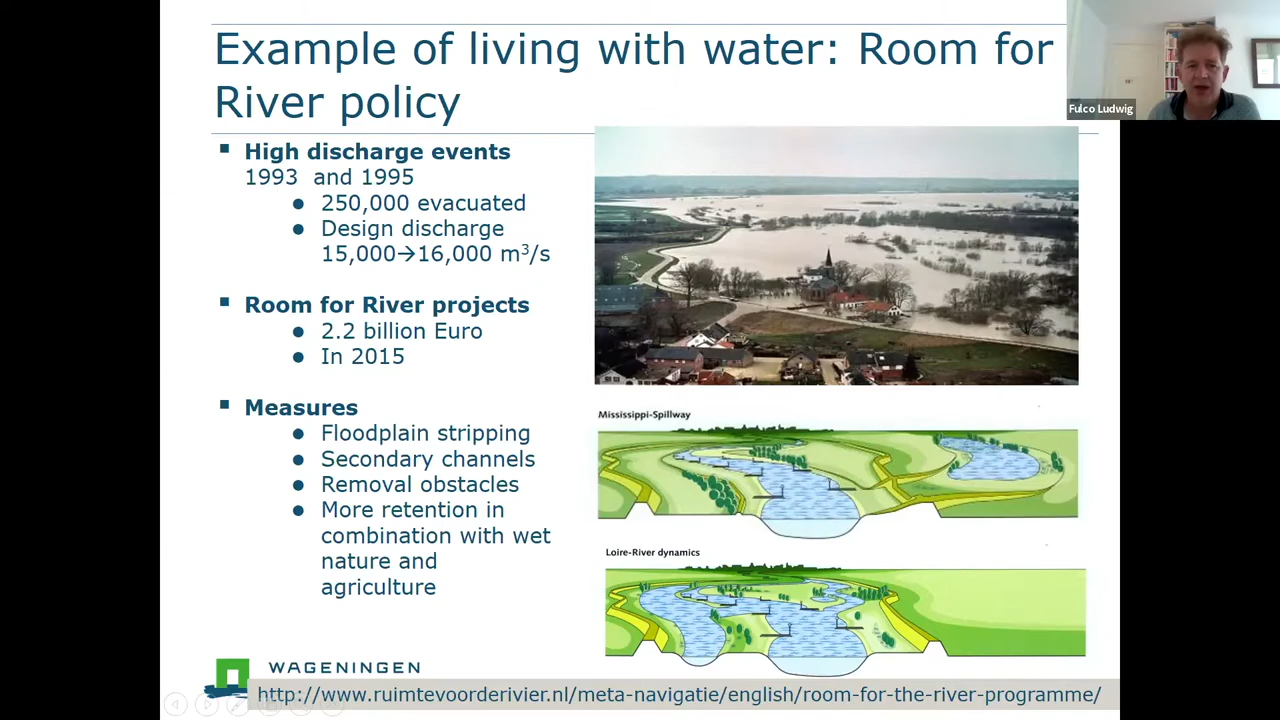 Example of living with water: Room for
River policy
Fulco Ludwig
▪ High discharge events
1993 and 1995
● 250,000 evacuated
● Design discharge
15,000→16,000 m³/s
▪ Room for River projects
● 2.2 billion Euro
● In 2015
▪ Measures
● Floodplain stripping
● Secondary channels
● Removal obstacles
● More retention in
combination with wet
nature and
agriculture
Mississippi-Spillway
Loire-River dynamics
WAGENINGEN
http://www.ruimtevoorderivier.nl/meta-navigatie/english/room-for-the-river-programme/